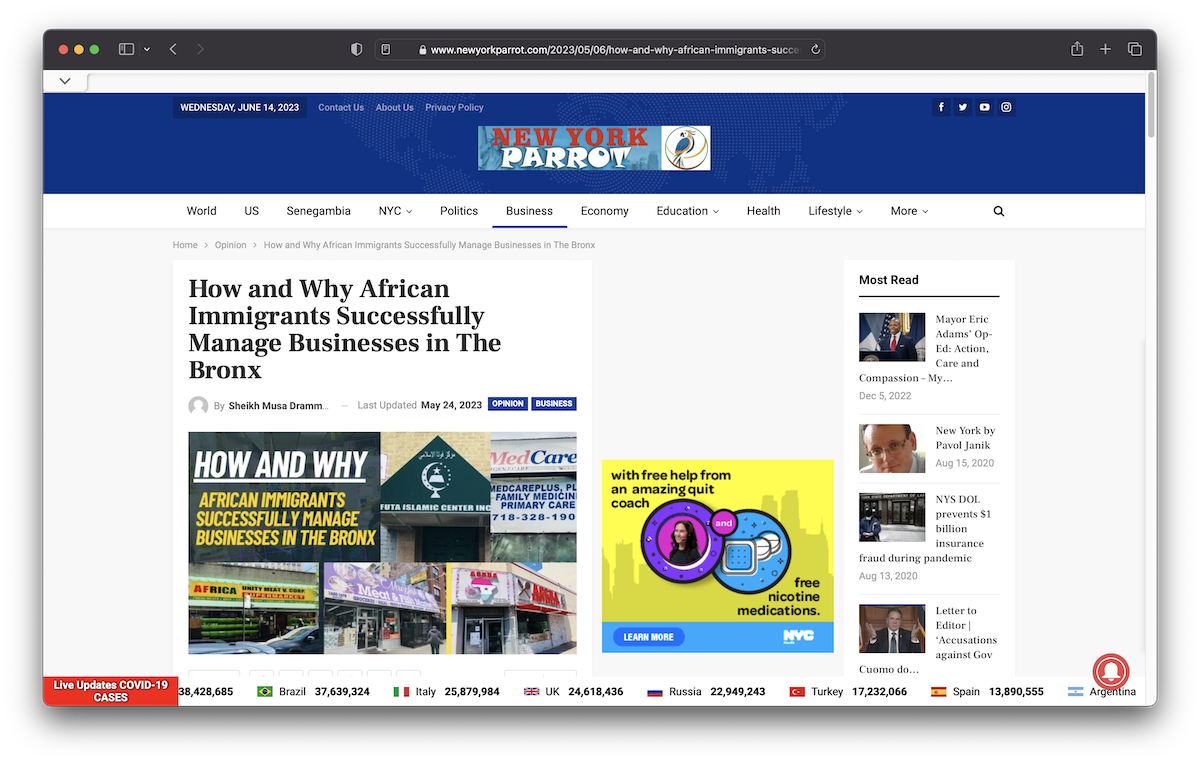 www.newyorkparrot.com/2023/05/06/how-and-why-african-immigrants-succe
WEDNESDAY, JUNE 14, 2023 Contact Us About Us Privacy Policy
NEW YORK
PARROT
World US Senegambia NYC Politics Business Economy Education Health Lifestyle More
Home > Opinion > How and Why African Immigrants Successfully Manage Businesses in The Bronx
How and Why African
Immigrants Successfully
Manage Businesses in The
Bronx
By Sheikh Musa Dramm... — Last Updated May 24, 2023 OPINION BUSINESS
HOW AND WHY
AFRICAN IMMIGRANTS
SUCCESSFULLY MANAGE
BUSINESSES IN THE BRONX
FUTA ISLAMIC CENTER INC
MedCare
MEDCAREPLUS, PL
FAMILY MEDICIN
PRIMARY CARE
718-328-190
AFRICA UNITY MEAT V. CORP.
SUPERMARKET
with free help from
an amazing quit
coach
and
free
nicotine
medications.
LEARN MORE
NYC
Most Read
Mayor Eric
Adams' Op-
Ed: Action,
Care and
Compassion – My...
Dec 5, 2022
New York by
Pavol Janik
Aug 15, 2020
NYS DOL
prevents $1
billion
insurance
fraud during pandemic
Aug 13, 2020
Letter to
Editor |
'Accusations
against Gov
Cuomo do...
Live Updates COVID-19
CASES
38,428,685 Brazil 37,639,324 Italy 25,879,984 UK 24,618,436 Russia 22,949,243 Turkey 17,232,066 Spain 13,890,555 Argentina